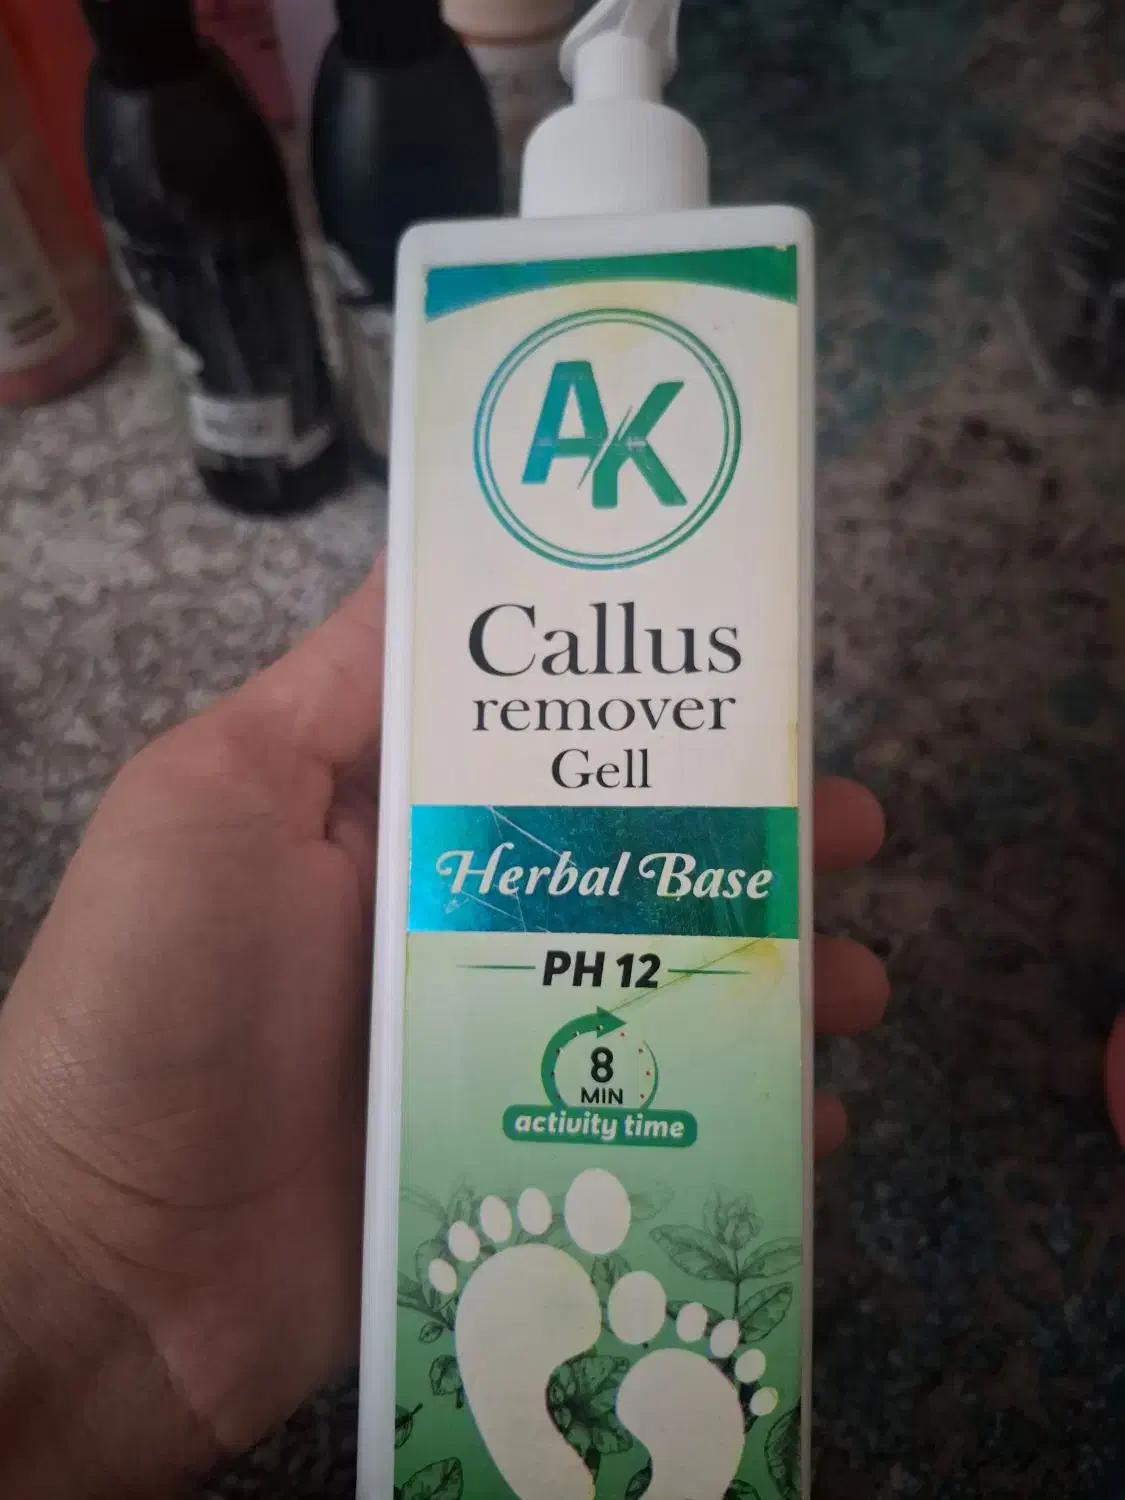 AK
Callus
remover
Gell
Herbal Base
PH 12
8
MIN
activity time